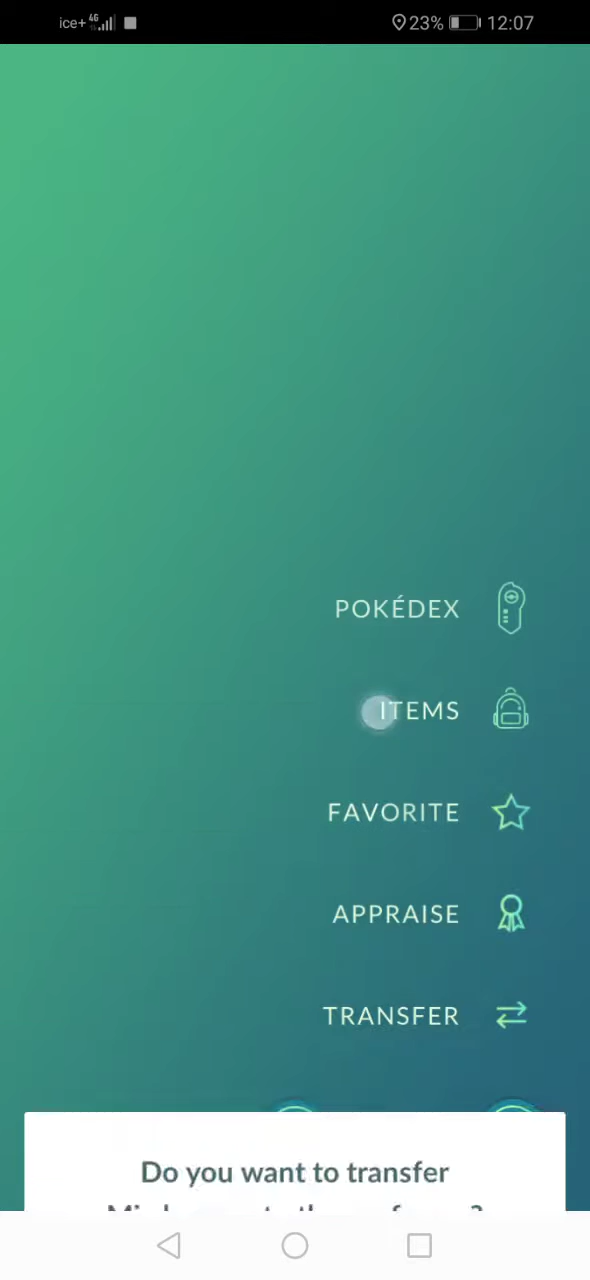 ice+ 4G 23% 12:07
POKÉDEX
ITEMS
FAVORITE
APPRAISE
TRANSFER
Do you want to transfer